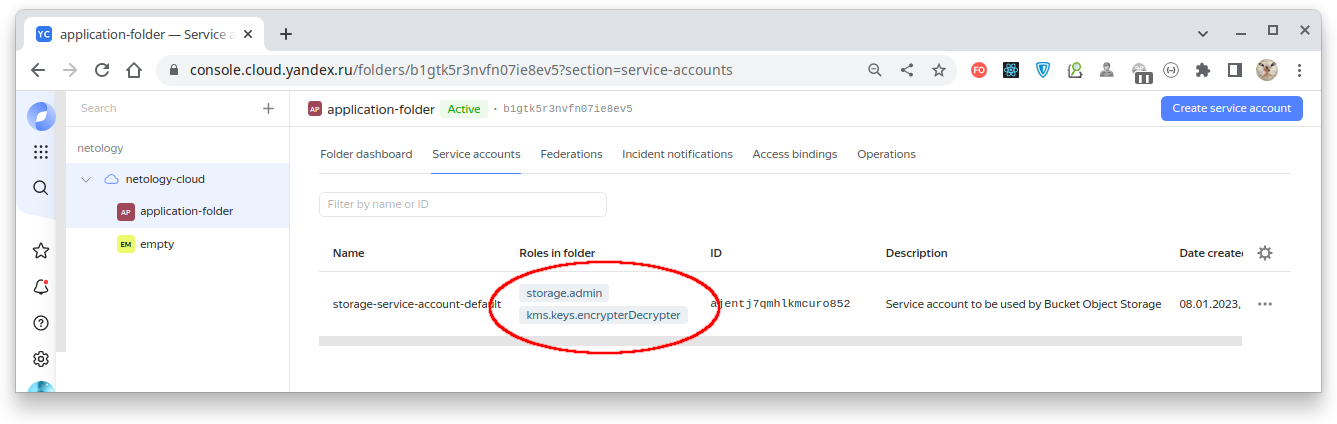 YC application-folder — Service a
console.cloud.yandex.ru/folders/b1gtk5r3nvfn07ie8ev5?section=service-accounts
FO
Search
netology
netology-cloud
AP application-folder
EM empty
AP application-folder Active · b1gtk5r3nvfn07ie8ev5
Create service account
Folder dashboard Service accounts Federations Incident notifications Access bindings Operations
Filter by name or ID
Name Roles in folder ID Description Date created
storage-service-account-default storage.admin ajentj7qmhlkmcuro852 Service account to be used by Bucket Object Storage 08.01.2023,
kms.keys.encrypterDecrypter